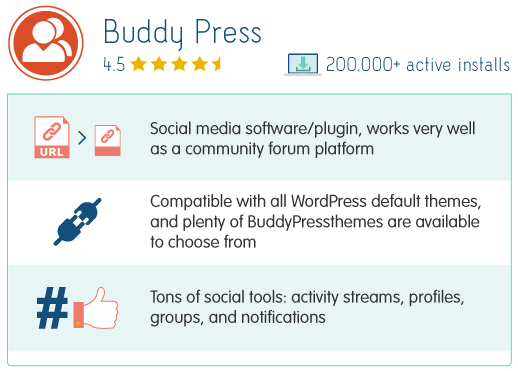 Buddy Press
4.5
200,000+ active installs
URL
Social media software/plugin, works very well
as a community forum platform
Compatible with all WordPress default themes,
and plenty of BuddyPressthemes are available
to choose from
#
Tons of social tools: activity streams, profiles,
groups, and notifications